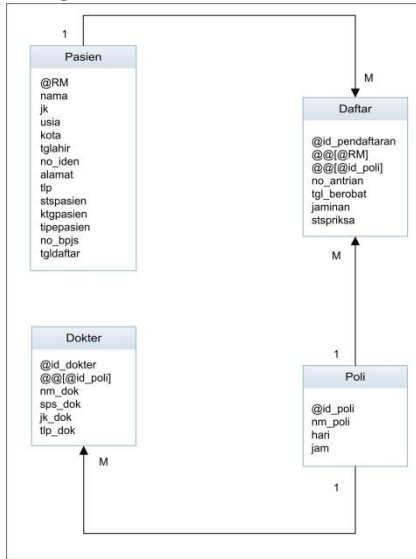 1
Pasien
@RM
nama
jk
usia
kota
tglahir
no_iden
alamat
tlp
stspasien
ktgpasien
tipepasien
no_bpjs
tgldaftar
M
Daftar
@id_pendaftaran
@@[@RM]
@@[@id_poli]
no_antrian
tgl_berobat
jaminan
stspriksa
M
Dokter
@id_dokter
@@[@id_poli]
nm_dok
sps_dok
jk_dok
tlp_dok
M
1
Poli
@id_poli
nm_poli
hari
jam
1